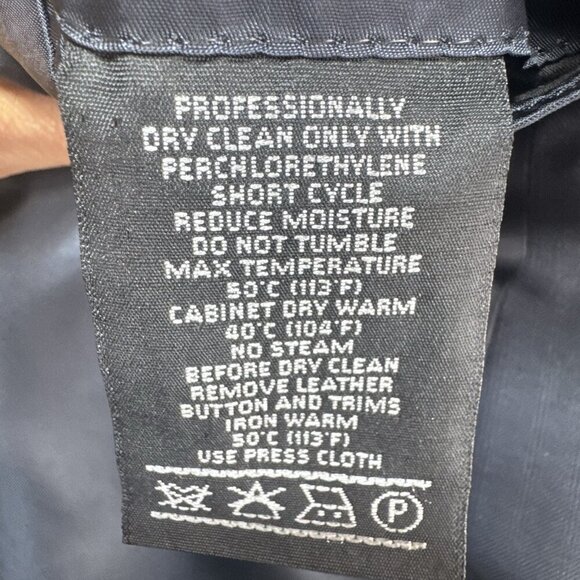 PROFESSIONALLY
DRY CLEAN ONLY WITH
PERCHLORETHYLENE
SHORT CYCLE
REDUCE MOISTURE
DO NOT TUMBLE
MAX TEMPERATURE
50°C (113°F)
CABINET DRY WARM
40°C (104°F)
NO STEAM
BEFORE DRY CLEAN
REMOVE LEATHER
BUTTON AND TRIMS
IRON WARM
50°C (113°F)
USE PRESS CLOTH
P